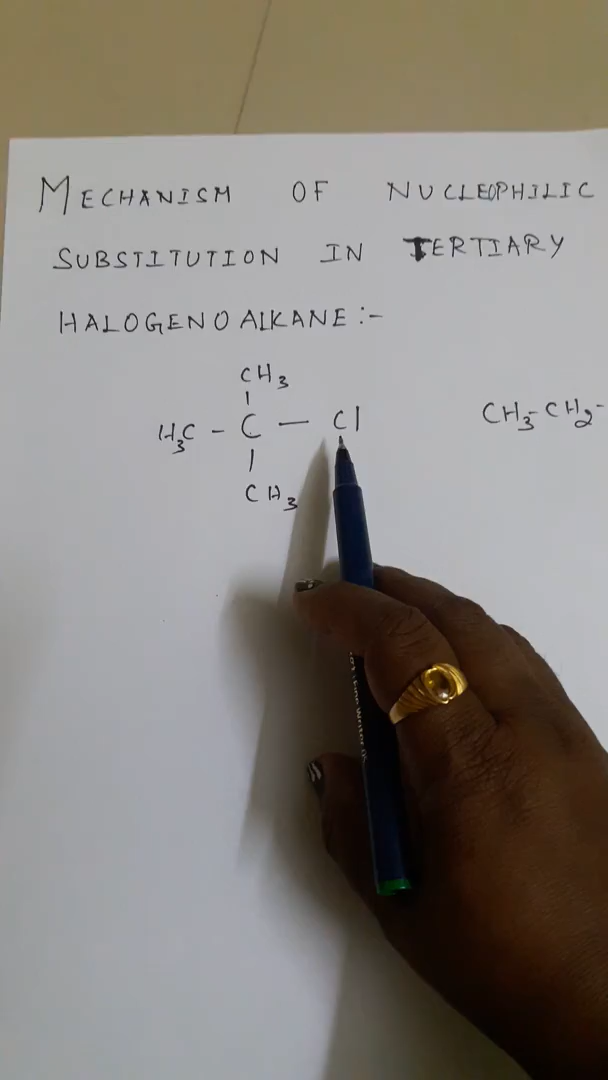 MECHANISM OF NUCLEOPHILIC
SUBSTITUTION IN TERTIARY
HALOGENOALKANE :-
CH3
H3C - C — Cl
CH3
CH3-CH2-